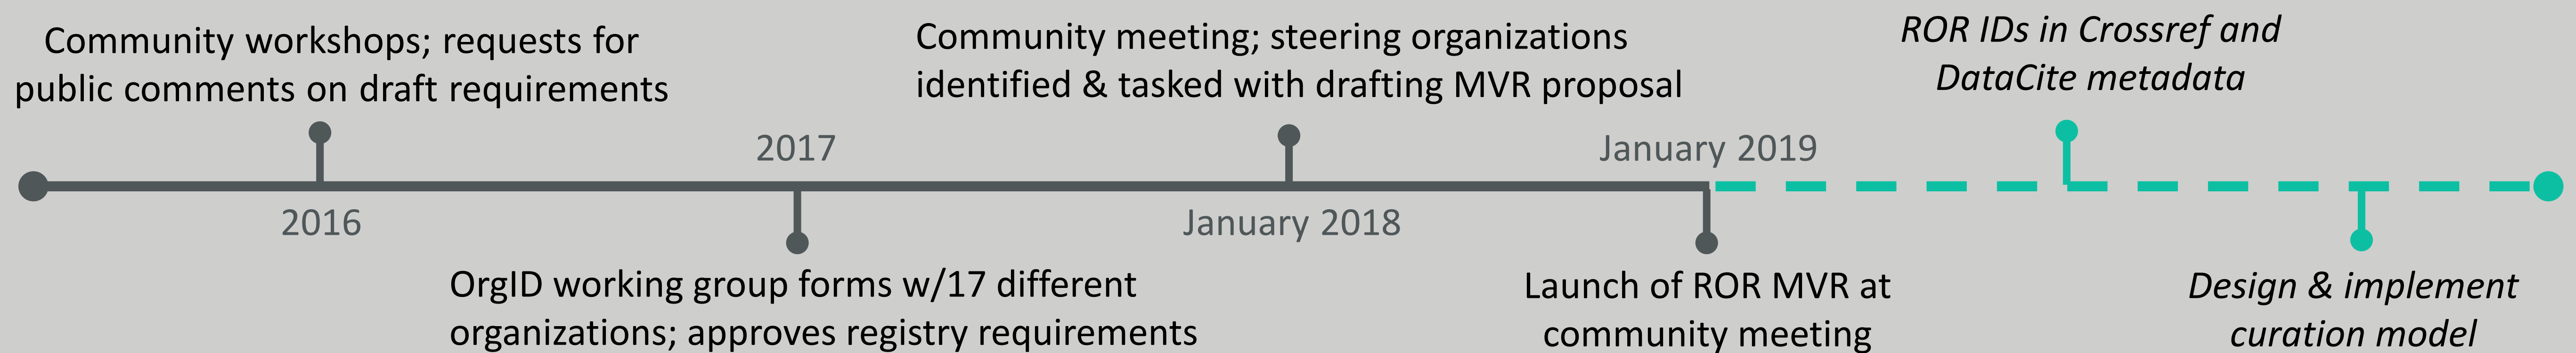 Community workshops; requests for
public comments on draft requirements
2016
2017
OrgID working group forms w/17 different
organizations; approves registry requirements
Community meeting; steering organizations
identified & tasked with drafting MVR proposal
January 2018
January 2019
Launch of ROR MVR at
community meeting
ROR IDs in Crossref and
DataCite metadata
Design & implement
curation model